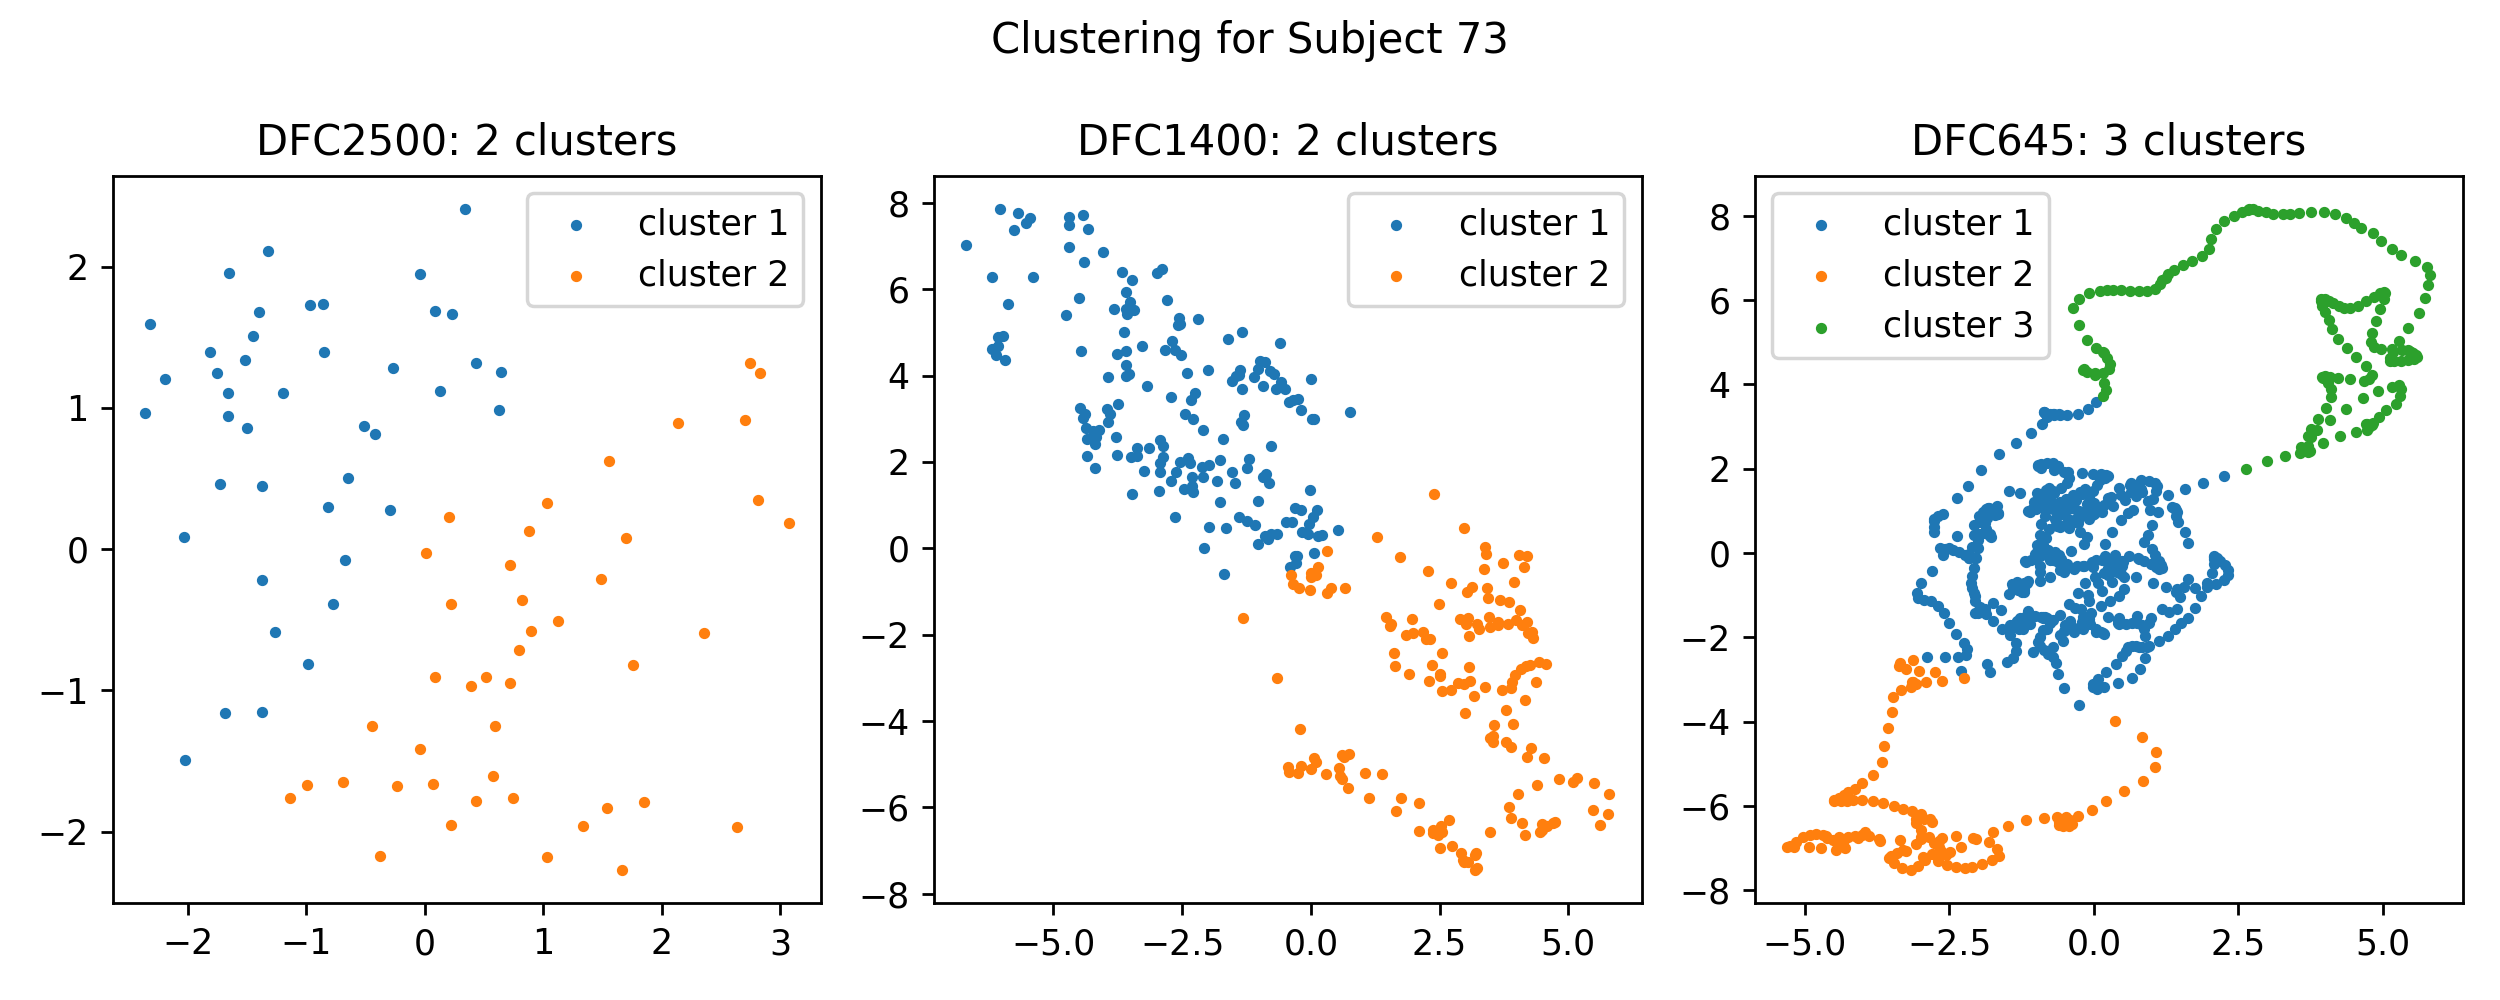 Clustering for Subject 73
DFC2500: 2 clusters
cluster 1
cluster 2
2
1
0
−1
−2
−2 −1 0 1 2 3
DFC1400: 2 clusters
cluster 1
cluster 2
8
6
4
2
0
−2
−4
−6
−8
−5.0 −2.5 0.0 2.5 5.0
DFC645: 3 clusters
cluster 1
cluster 2
cluster 3
8
6
4
2
0
−2
−4
−6
−8
−5.0 −2.5 0.0 2.5 5.0